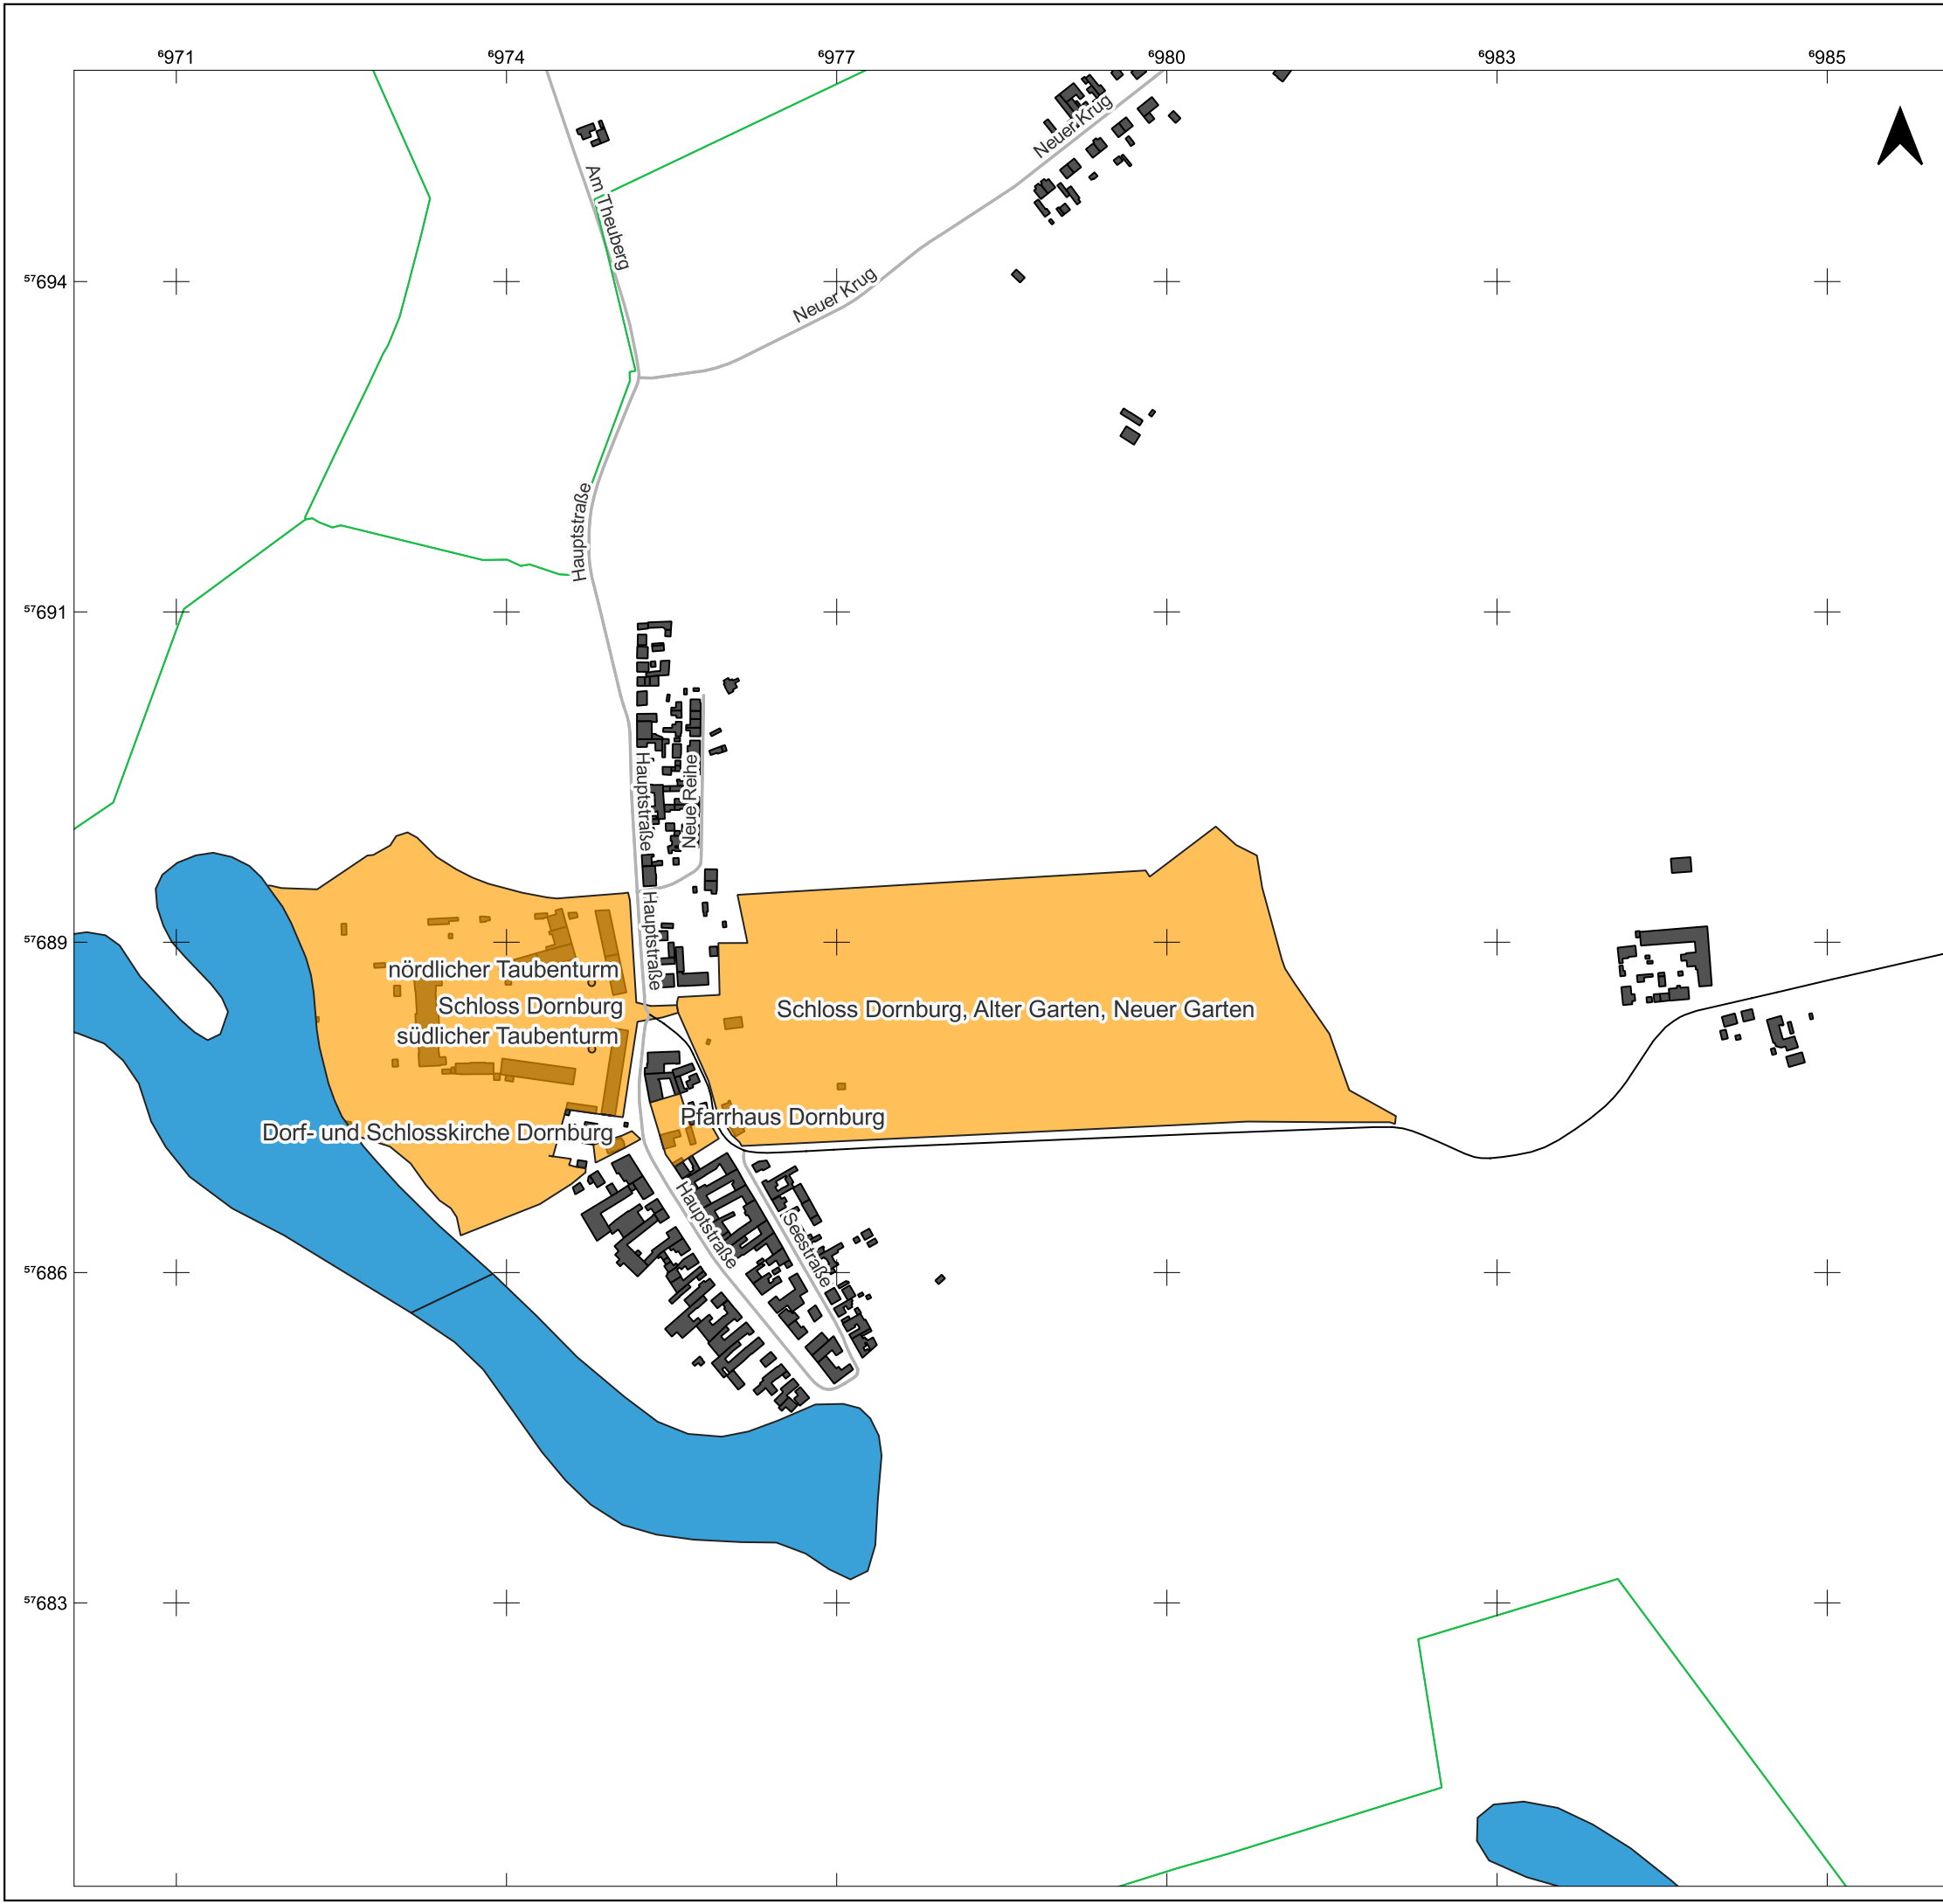 ⁶971 ⁶974 ⁶977 ⁶980 ⁶983 ⁶985
Neuer Krug
Am Theuberg
⁵⁷694
Neuer Krug
Hauptstraße
⁵⁷691
Hauptstraße
Neue Reihe
Hauptstraße
⁵⁷689
nördlicher Taubenturm
Schloss Dornburg
Schloss Dornburg, Alter Garten, Neuer Garten
südlicher Taubenturm
Pfarrhaus Dornburg
Dorf- und Schlosskirche Dornburg
Hauptstraße
Seestraße
⁵⁷686
⁵⁷683